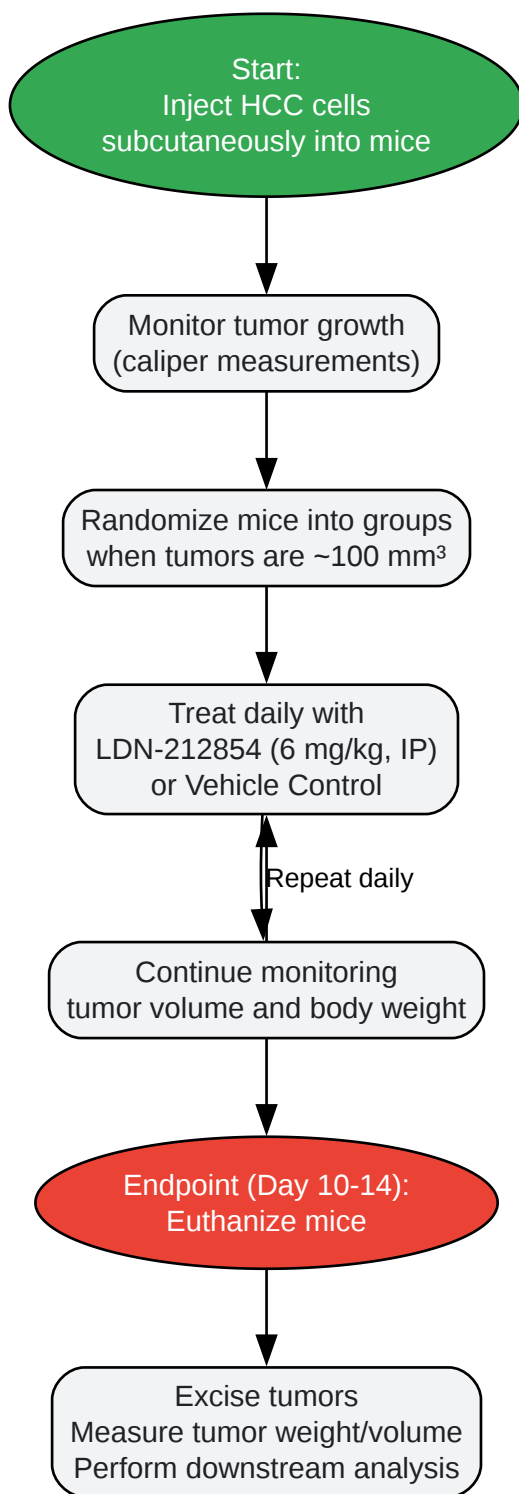 Start:
Inject HCC cells
subcutaneously into mice
Monitor tumor growth
(caliper measurements)
Randomize mice into groups
when tumors are ~100 mm³
Treat daily with
LDN-212854 (6 mg/kg, IP)
or Vehicle Control
Repeat daily
Continue monitoring
tumor volume and body weight
Endpoint (Day 10-14):
Euthanize mice
Excise tumors
Measure tumor weight/volume
Perform downstream analysis